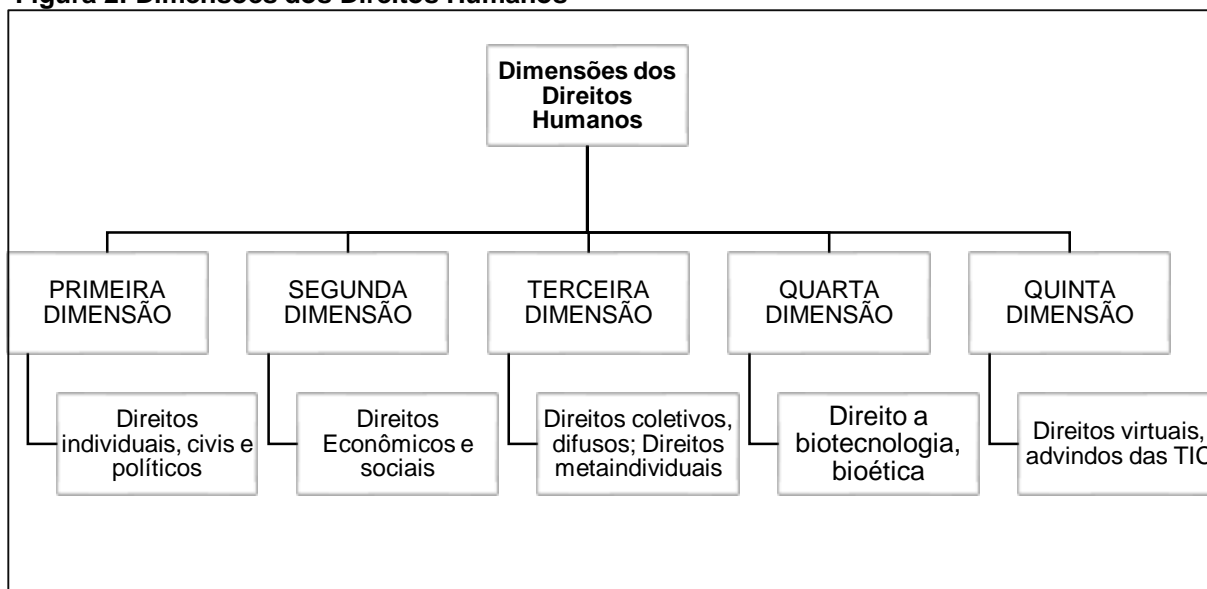 Figura 2: Dimensões dos Direitos Humanos
Dimensões dos
Direitos
Humanos
PRIMEIRA
DIMENSÃO
Direitos
individuais, civis e
políticos
SEGUNDA
DIMENSÃO
Direitos
Econômicos e
sociais
TERCEIRA
DIMENSÃO
Direitos coletivos,
difusos; Direitos
metaindividuais
QUARTA
DIMENSÃO
Direito a
biotecnologia,
bioética
QUINTA
DIMENSÃO
Direitos virtuais,
advindos das TIC